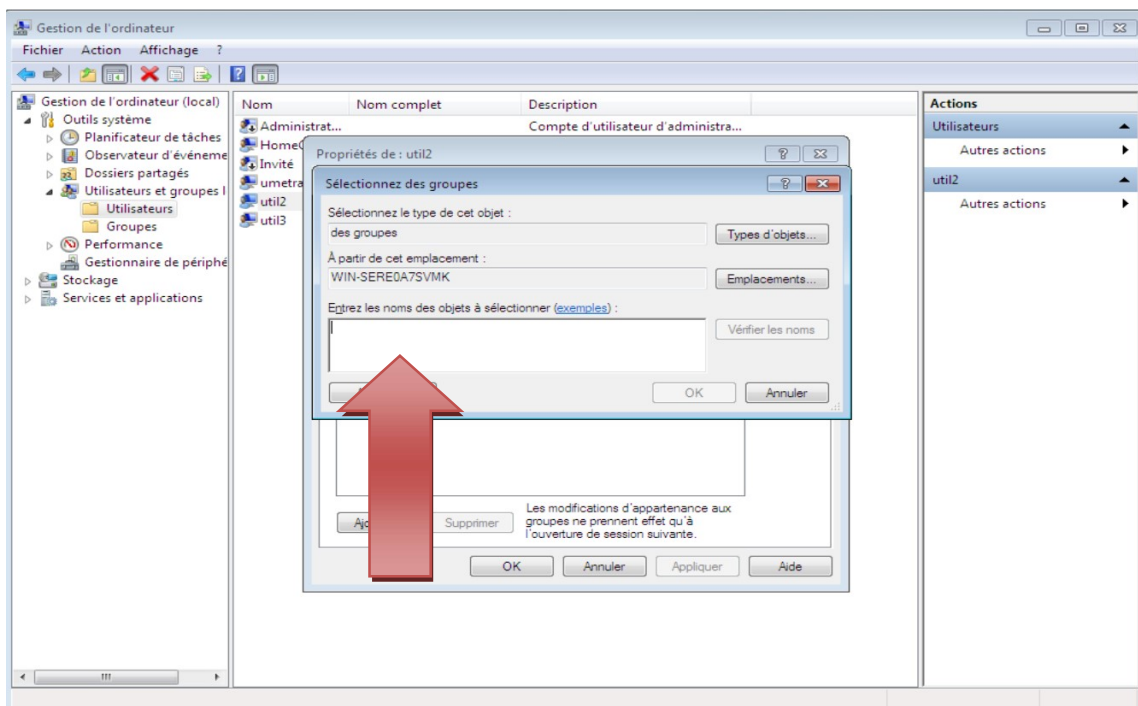 Gestion de l'ordinateur
Fichier Action Affichage ?
Gestion de l'ordinateur (local)
Outils système
Planificateur de tâches
Observateur d'événeme
Dossiers partagés
Utilisateurs et groupes l
Utilisateurs
Groupes
Performance
Gestionnaire de périphé
Stockage
Services et applications
Nom Nom complet Description
Administrat... Compte d'utilisateur d'administra...
Invité
umetra
util2
util3
Propriétés de : util2
Sélectionnez des groupes
Sélectionnez le type de cet objet :
des groupes Types d'objets...
À partir de cet emplacement :
WIN-SERE0A7SVMK Emplacements...
Entrez les noms des objets à sélectionner (exemples) :
Vérifier les noms
OK Annuler
Supprimer
Les modifications d'appartenance aux
groupes ne prennent effet qu'à
l'ouverture de session suivante.
OK Annuler Appliquer Aide
Actions
Utilisateurs
Autres actions
util2
Autres actions